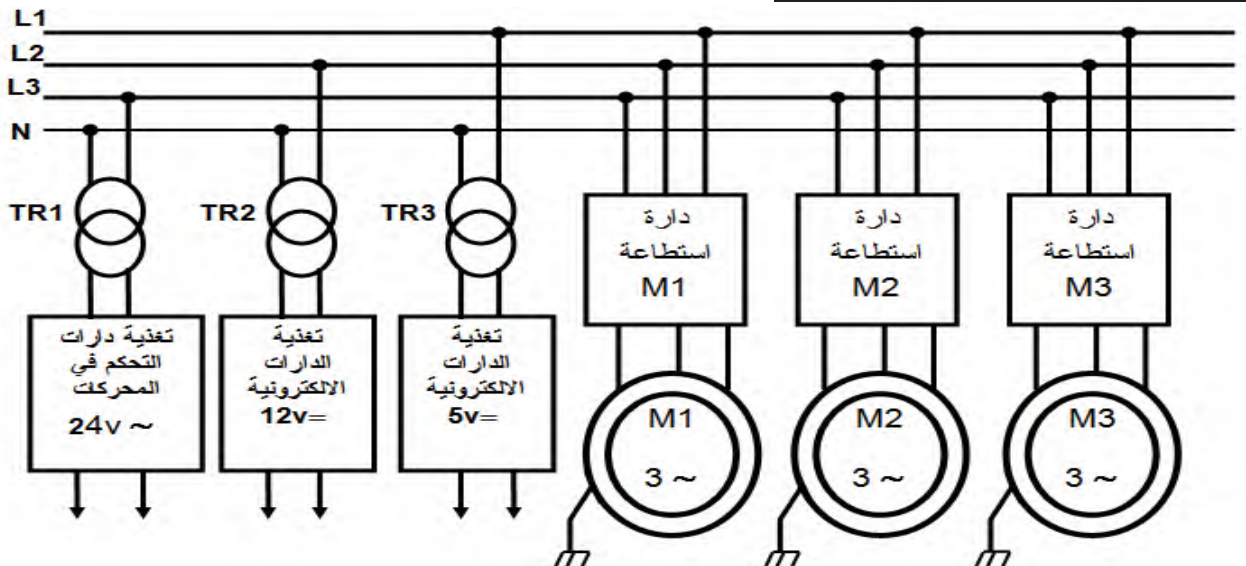 L1
L2
L3
N
TR1
TR2
TR3
تغذية دارات
التحكم في
المحركات
24v ~
تغذية
الدارات
الالكترونية
12v=
تغذية
الدارات
الالكترونية
5v=
دارة
استطاعة
M1
دارة
استطاعة
M2
دارة
استطاعة
M3
M1
3 ~
M2
3 ~
M3
3 ~